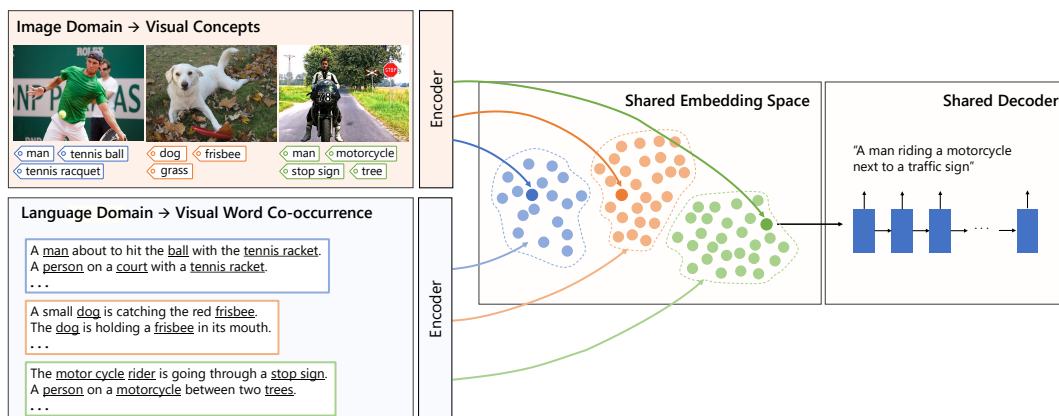 Image Domain → Visual Concepts
ROLEX
BNP PARIBAS
STOP
man
tennis ball
tennis racquet
dog
frisbee
grass
man
motorcycle
stop sign
tree
Encoder
Language Domain → Visual Word Co-occurrence
A man about to hit the ball with the tennis racket.
A person on a court with a tennis racket.
. . .
A small dog is catching the red frisbee.
The dog is holding a frisbee in its mouth.
. . .
The motor cycle rider is going through a stop sign.
A person on a motorcycle between two trees.
. . .
Encoder
Shared Embedding Space
Shared Decoder
"A man riding a motorcycle
next to a traffic sign"
. . .